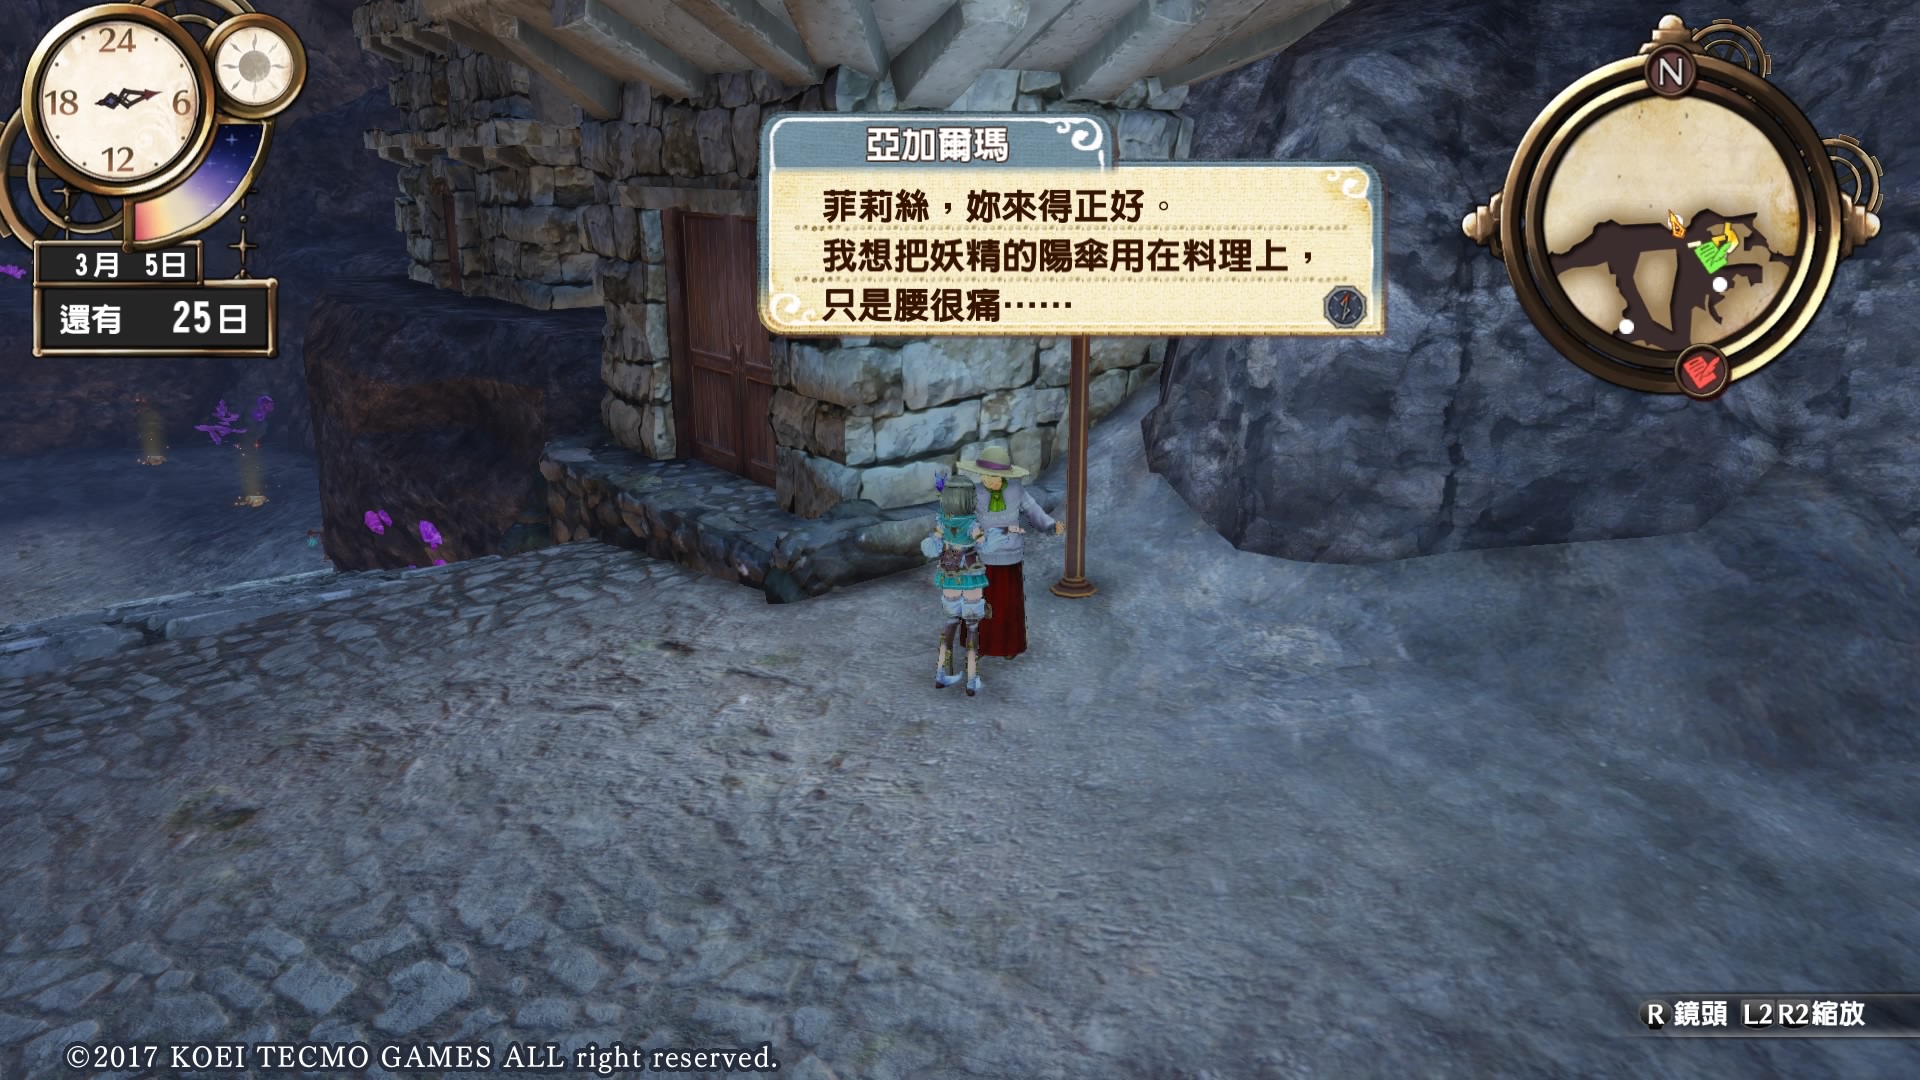 24
18
6
12
3月 5日
還有 25日
亞加爾瑪
菲莉絲，妳來得正好。
我想把妖精的陽傘用在料理上，
只是腰很痛……
N
R 鏡頭 L2 R2縮放
©2017 KOEI TECMO GAMES ALL right reserved.